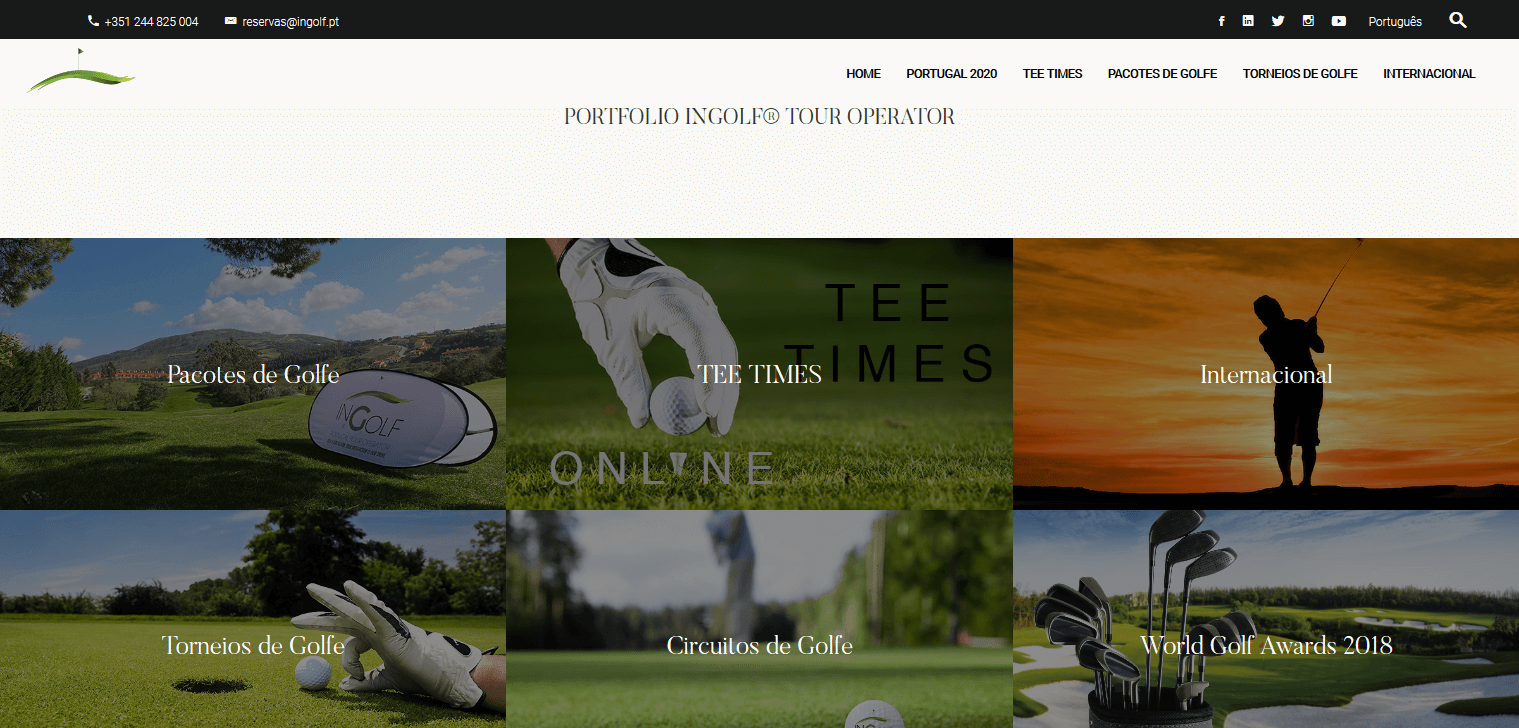 +351 244 825 004
reservas@ingolf.pt
Português
HOME
PORTUGAL 2020
TEE TIMES
PACOTES DE GOLFE
TORNEIOS DE GOLFE
INTERNACIONAL
PORTFOLIO INGOLF® TOUR OPERATOR
Pacotes de Golfe
INGOLF
TEE TIMES
TEE
TIMES
ONLINE
Internacional
Torneios de Golfe
Circuitos de Golfe
World Golf Awards 2018